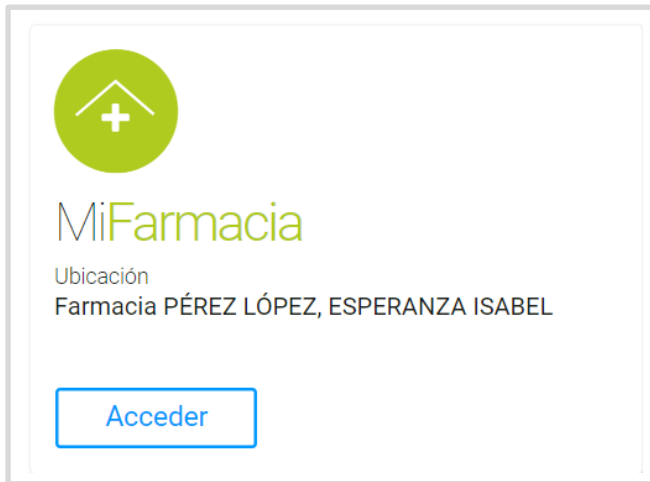 MiFarmacia
Ubicación
Farmacia PÉREZ LÓPEZ, ESPERANZA ISABEL
Acceder